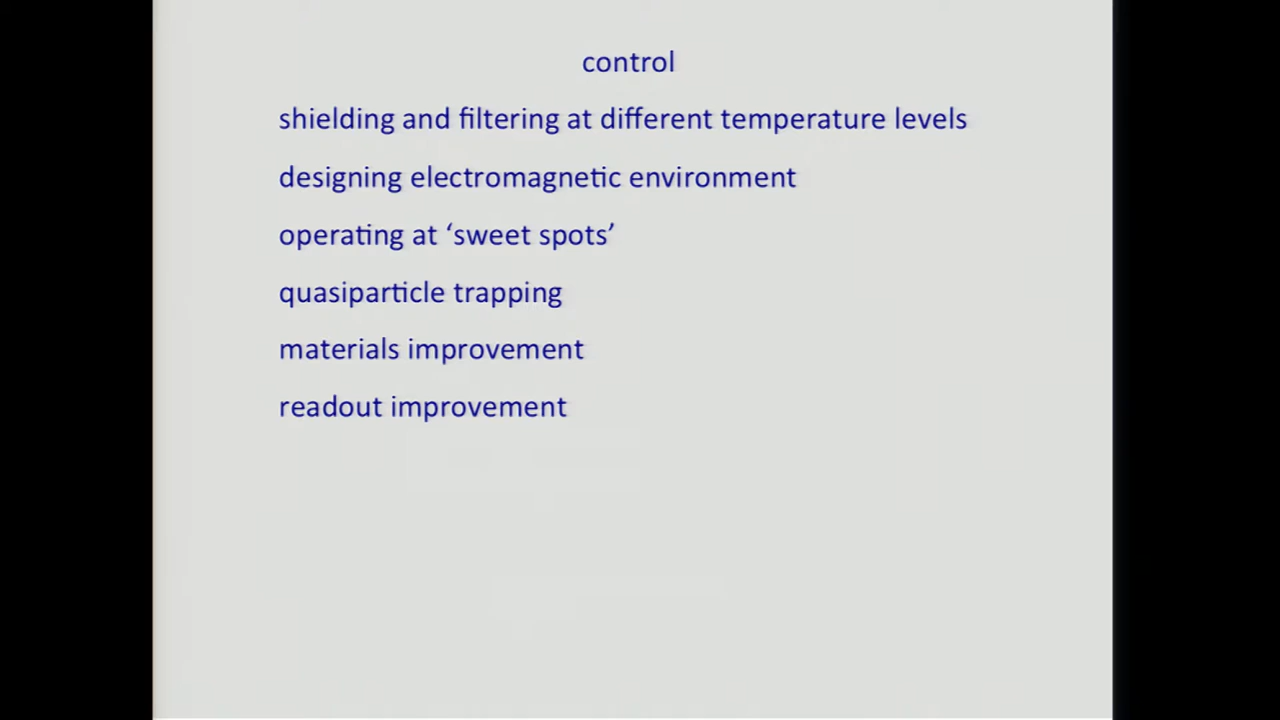 control
shielding and filtering at different temperature levels
designing electromagnetic environment
operating at ‘sweet spots’
quasiparticle trapping
materials improvement
readout improvement